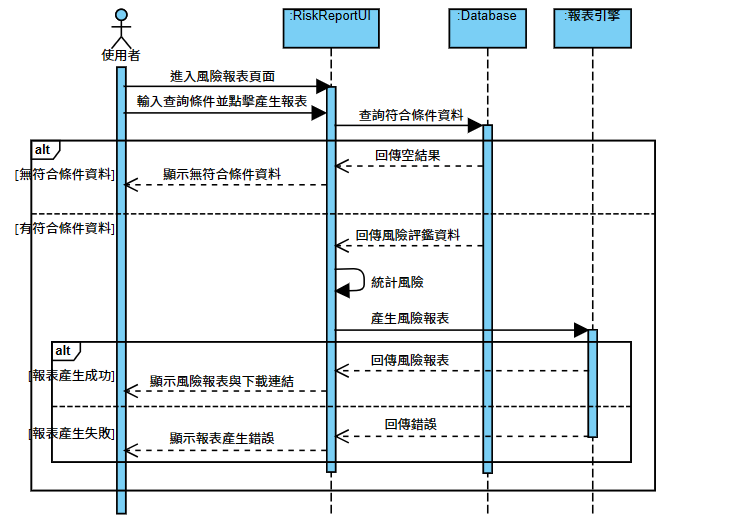 :RiskReportUI
:Database
:報表引擎
使用者
進入風險報表頁面
輸入查詢條件並點擊產生報表
查詢符合條件資料
alt
回傳空結果
[無符合條件資料]
顯示無符合條件資料
[有符合條件資料]
回傳風險評鑑資料
統計風險
產生風險報表
alt
回傳風險報表
[報表產生成功]
顯示風險報表與下載連結
回傳錯誤
[報表產生失敗]
顯示報表產生錯誤